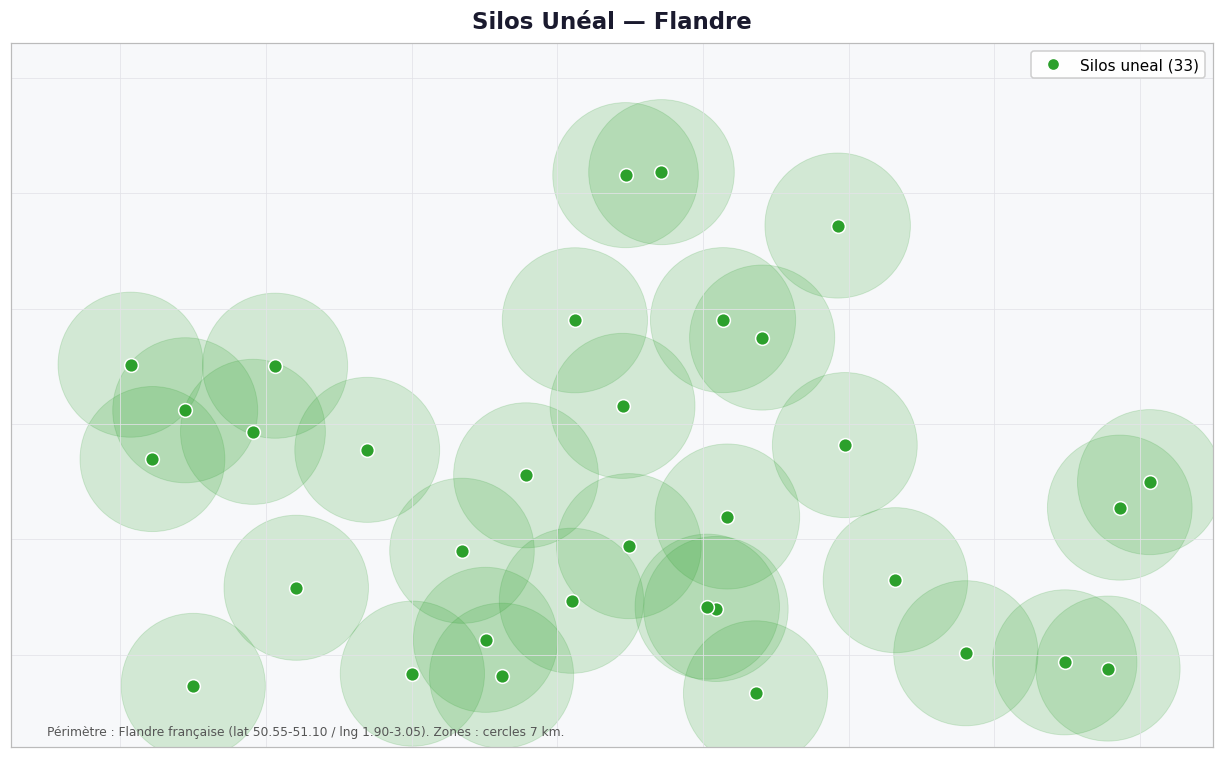 Silos Unéal — Flandre
Silos uneal (33)
Périmètre : Flandre française (lat 50.55-51.10 / lng 1.90-3.05). Zones : cercles 7 km.